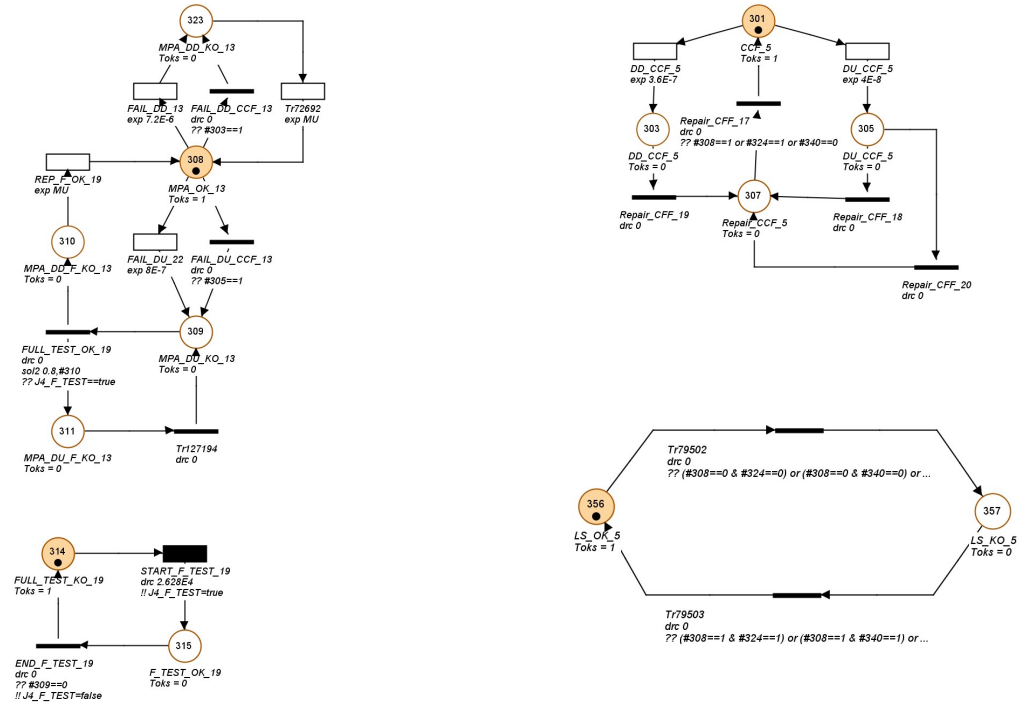 323
MPA_DD_KO_13
Toks = 0
FAIL_DD_13
exp 7.2E-6
FAIL_DD_CCF_13
drc 0
?? #303==1
Tr72692
exp MU
308
MPA_OK_13
Toks = 1
REP_F_OK_19
exp MU
310
MPA_DD_F_KO_13
Toks = 0
FAIL_DU_22
exp 8E-7
FAIL_DU_CCF_13
drc 0
?? #305==1
309
MPA_DU_KO_13
Toks = 0
FULL_TEST_OK_19
drc 0
sol2 0.8,#310
?? J4_F_TEST==true
311
MPA_DU_F_KO_13
Toks = 0
Tr127194
drc 0
314
FULL_TEST_KO_19
Toks = 1
START_F_TEST_19
drc 2.628E4
!! J4_F_TEST=true
315
F_TEST_OK_19
Toks = 0
END_F_TEST_19
drc 0
?? #309==0
!! J4_F_TEST=false
301
CCF_5
Toks = 1
DD_CCF_5
exp 3.6E-7
DU_CCF_5
exp 4E-8
303
DD_CCF_5
Toks = 0
Repair_CFF_17
drc 0
?? #308==1 or #324==1 or #340==0
305
DU_CCF_5
Toks = 0
Repair_CFF_19
drc 0
307
Repair_CCF_5
Toks = 0
Repair_CFF_18
drc 0
Repair_CFF_20
drc 0
Tr79502
drc 0
?? (#308==0 & #324==0) or (#308==0 & #340==0) or ...
356
LS_OK_5
Toks = 1
357
LS_KO_5
Toks = 0
Tr79503
drc 0
?? (#308==1 & #324==1) or (#308==1 & #340==1) or ...